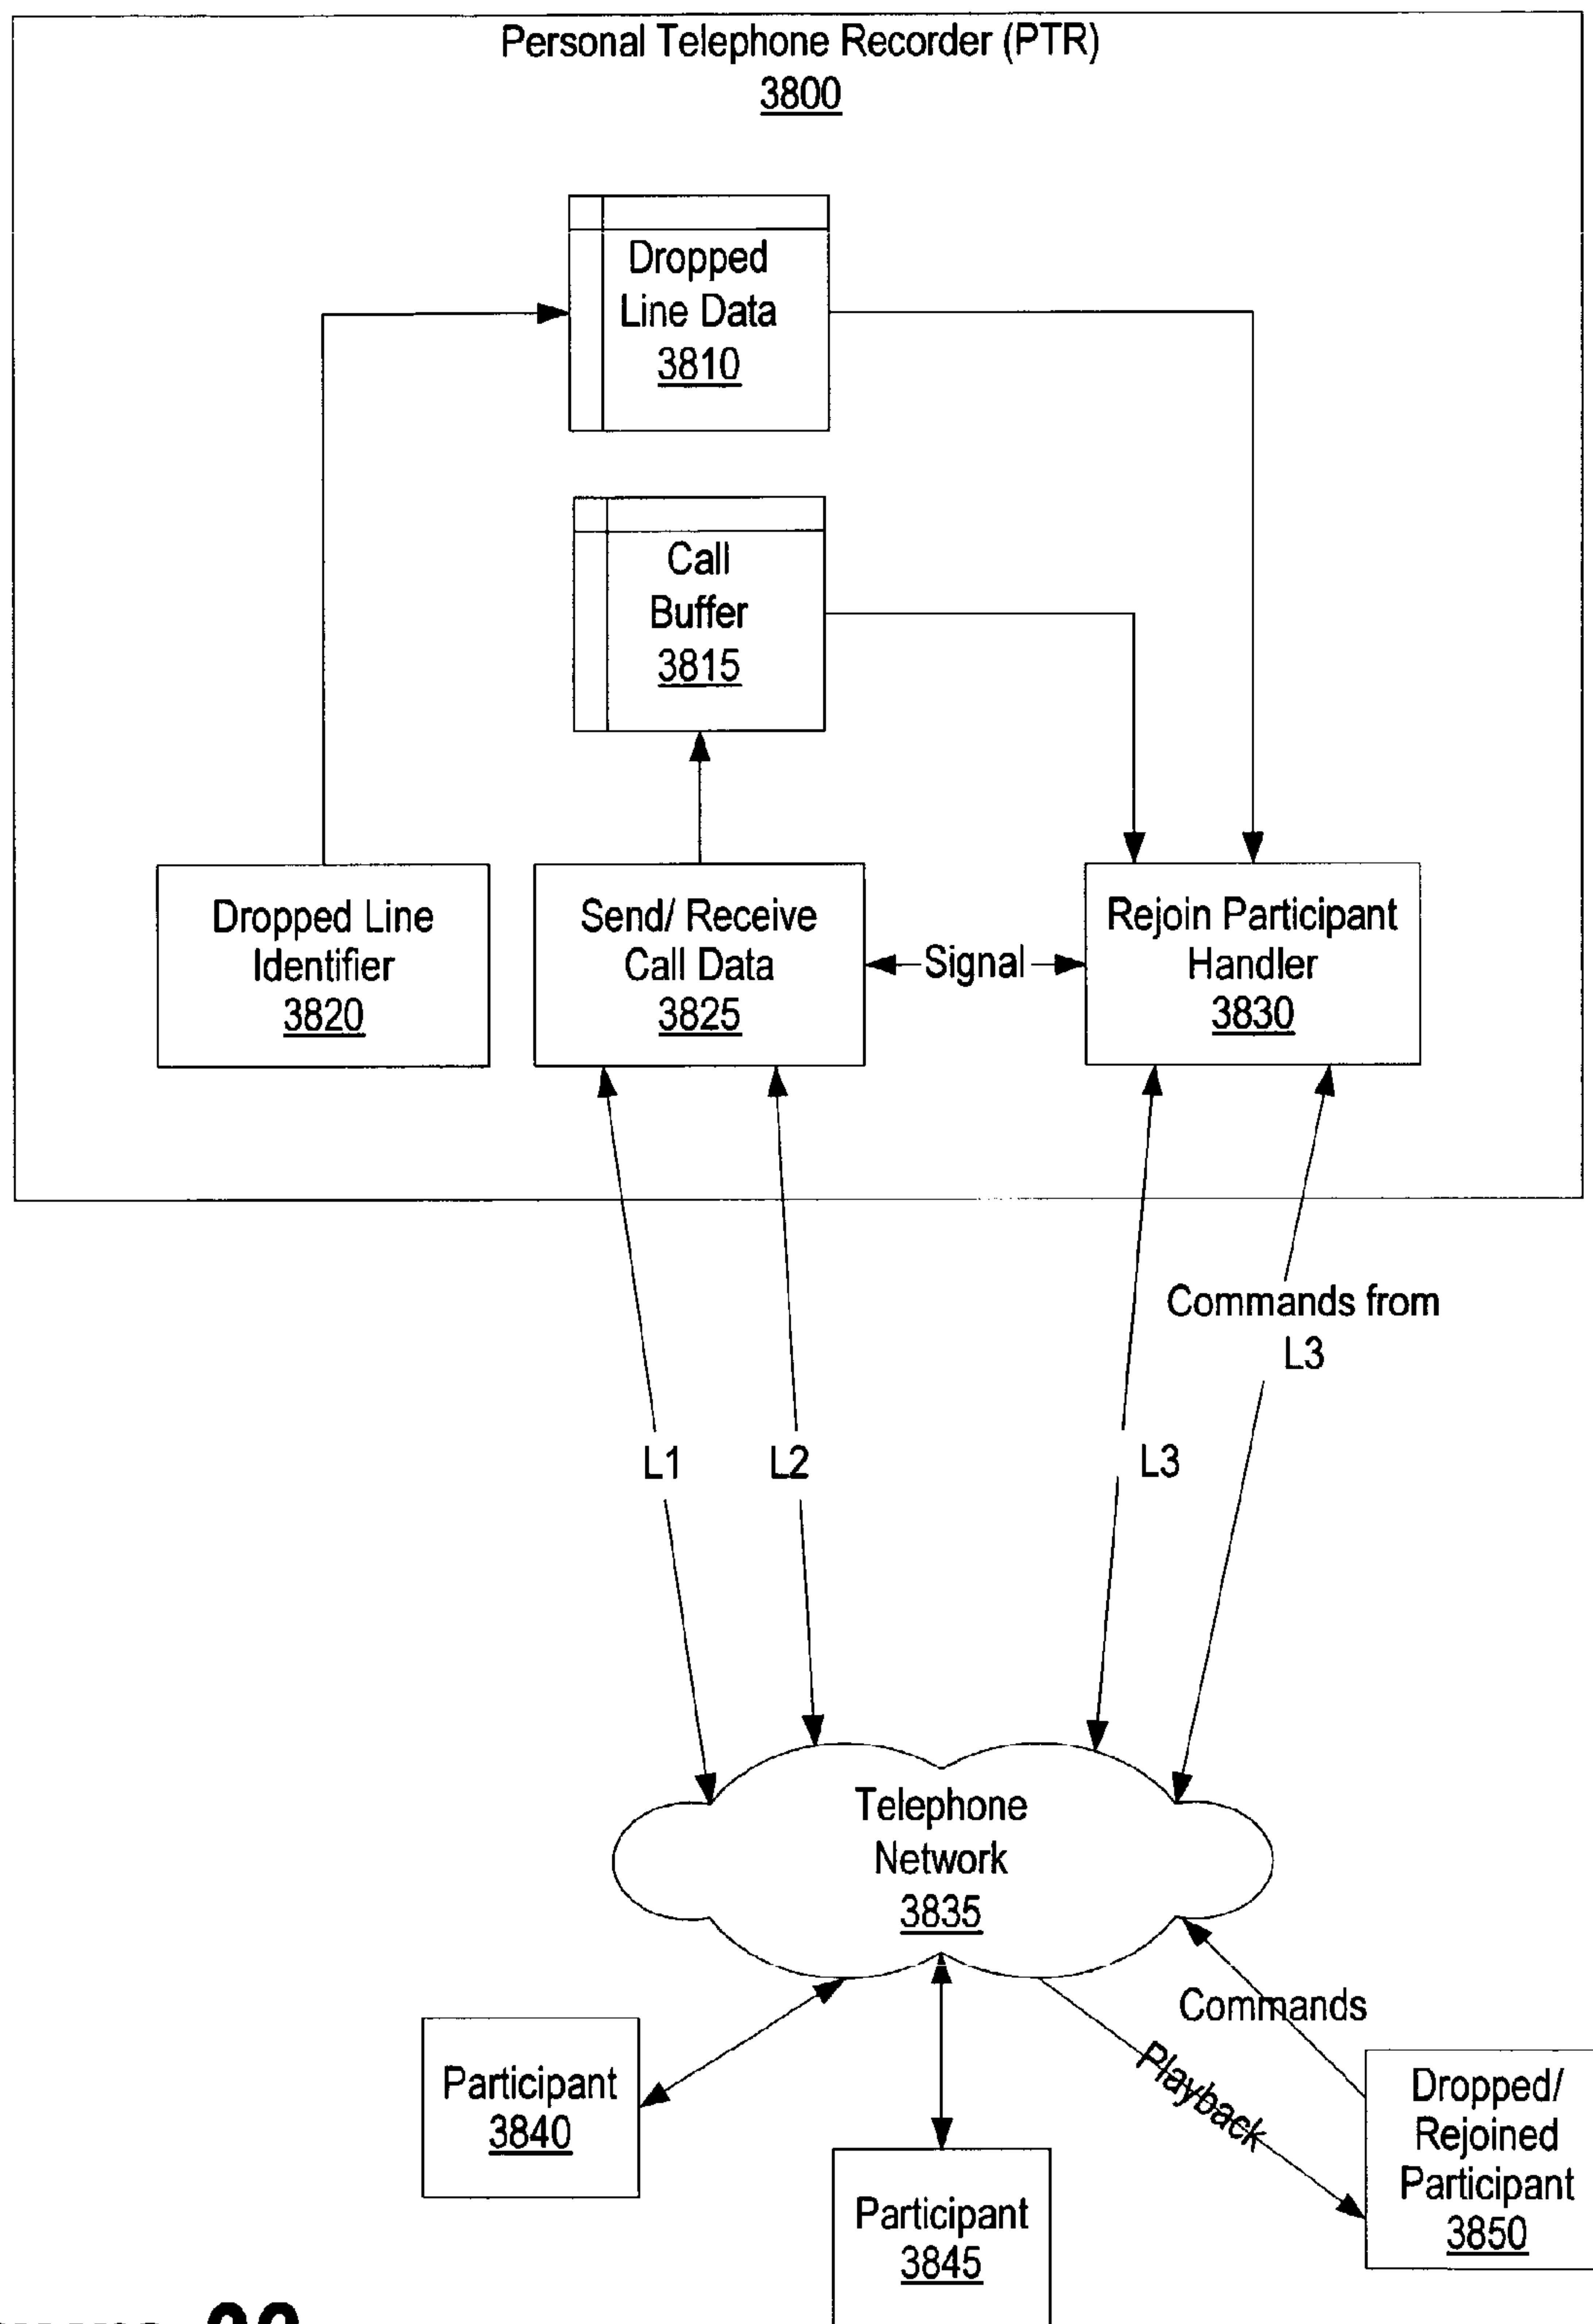 Personal Telephone Recorder (PTR)
3800
Dropped
Line Data
3810
Call
Buffer
3815
Dropped Line
Identifier
3820
Send/ Receive
Call Data
3825
Signal
Rejoin Participant
Handler
3830
Commands from
L3
L1
L2
L3
Telephone
Network
3835
Commands
Playback
Participant
3840
Participant
3845
Dropped/
Rejoined
Participant
3850